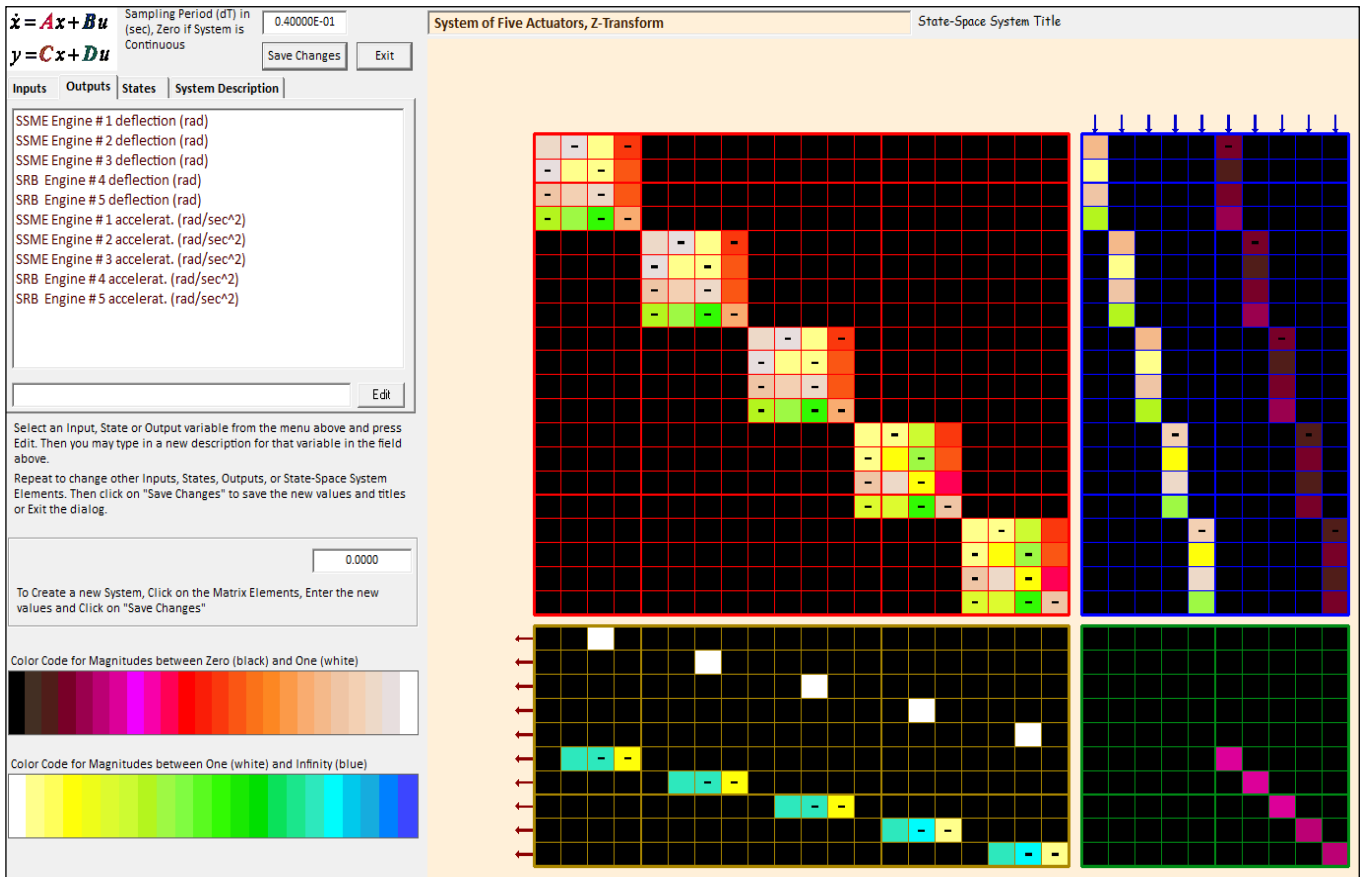 ẋ=Ax+Bu
y=Cx+Du
Sampling Period (dT) in
(sec), Zero if System is
Continuous
0.40000E-01
Save Changes
Exit
System of Five Actuators, Z-Transform
State-Space System Title
Inputs
Outputs
States
System Description
SSME Engine # 1 deflection (rad)
SSME Engine # 2 deflection (rad)
SSME Engine # 3 deflection (rad)
SRB Engine # 4 deflection (rad)
SRB Engine # 5 deflection (rad)
SSME Engine # 1 accelerat. (rad/sec^2)
SSME Engine # 2 accelerat. (rad/sec^2)
SSME Engine # 3 accelerat. (rad/sec^2)
SRB Engine # 4 accelerat. (rad/sec^2)
SRB Engine # 5 accelerat. (rad/sec^2)
Edit
Select an Input, State or Output variable from the menu above and press
Edit. Then you may type in a new description for that variable in the field
above.
Repeat to change other Inputs, States, Outputs, or State-Space System
Elements. Then click on "Save Changes" to save the new values and titles
or Exit the dialog.
0.0000
To Create a new System, Click on the Matrix Elements, Enter the new
values and Click on "Save Changes"
Color Code for Magnitudes between Zero (black) and One (white)
Color Code for Magnitudes between One (white) and Infinity (blue)